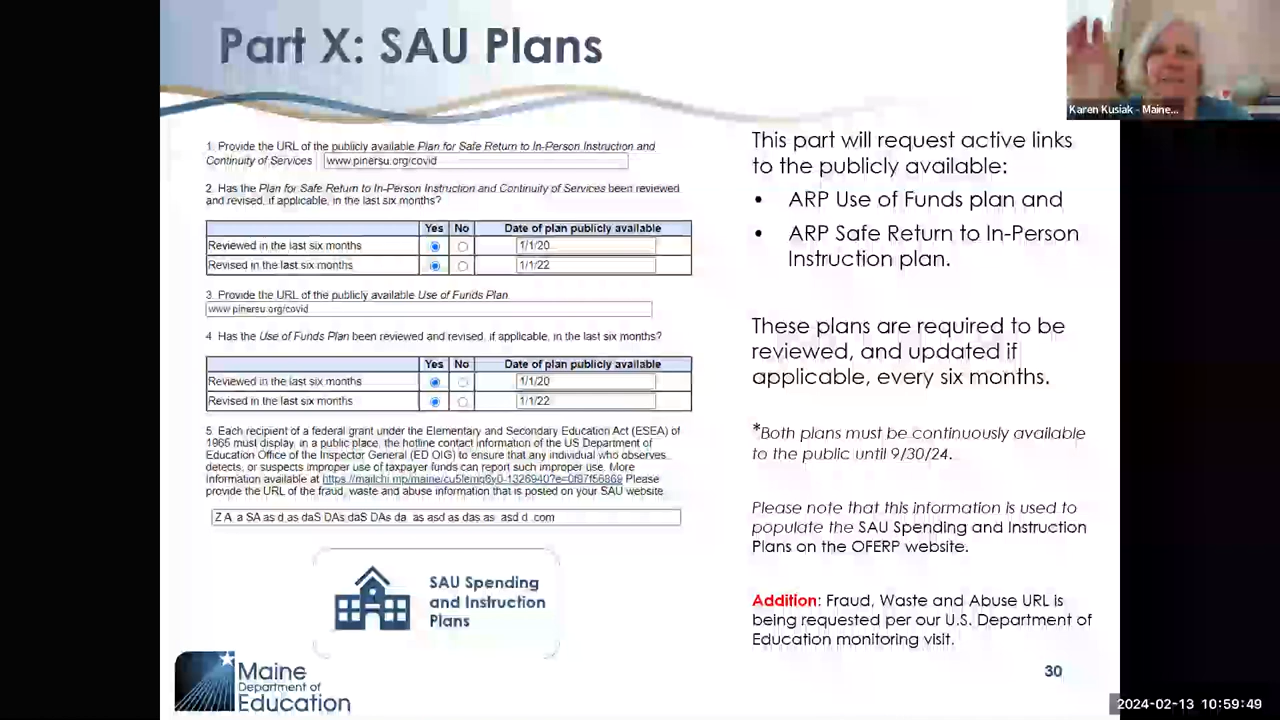 Part X: SAU Plans
Karen Kusiak - Maine...
1. Provide the URL of the publicly available Plan for Safe Return to In-Person Instruction and
Continuity of Services www.pinersu.org/covid
2. Has the Plan for Safe Return to In-Person Instruction and Continuity of Services been reviewed
and revised, if applicable, in the last six months?
Yes No Date of plan publicly available
Reviewed in the last six months 1/1/20
Revised in the last six months 1/1/22
3. Provide the URL of the publicly available Use of Funds Plan
www.pinersu.org/covid
4 Has the Use of Funds Plan been reviewed and revised, if applicable, in the last six months?
Yes No Date of plan publicly available
Reviewed in the last six months 1/1/20
Revised in the last six months 1/1/22
5. Each recipient of a federal grant under the Elementary and Secondary Education Act (ESEA) of
1965 must display, in a public place, the hotline contact information of the US Department of
Education Office of the Inspector General (ED OIG) to ensure that any individual who observes,
detects, or suspects improper use of taxpayer funds can report such improper use. More
Information available at Please
provide the URL of the fraud, waste and abuse information that is posted on your SAU website.
Z A a SA as d as daS DAs daS DAs da as asd as das as asd d .com
SAU Spending
and Instruction
Plans
Maine
Department of
Education
This part will request active links
to the publicly available:
• ARP Use of Funds plan and
• ARP Safe Return to In-Person
Instruction plan.
These plans are required to be
reviewed, and updated if
applicable, every six months.
*Both plans must be continuously available
to the public until 9/30/24.
Please note that this information is used to
populate the SAU Spending and Instruction
Plans on the OFERP website.
Addition: Fraud, Waste and Abuse URL is
being requested per our U.S. Department of
Education monitoring visit.
30
2024-02-13 10:59:49